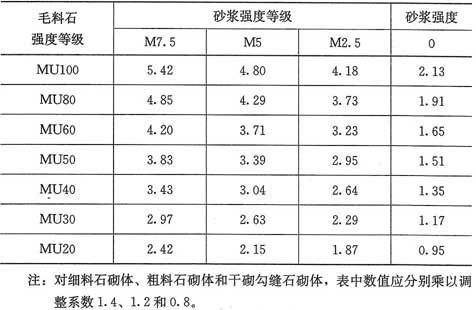 毛料石
强度等级
砂浆强度等级
砂浆强度
M7.5 M5 M2.5 0
MU100 5.42 4.80 4.18 2.13
MU80 4.85 4.29 3.73 1.91
MU60 4.20 3.71 3.23 1.65
MU50 3.83 3.39 2.95 1.51
MU40 3.43 3.04 2.64 1.35
MU30 2.97 2.63 2.29 1.17
MU20 2.42 2.15 1.87 0.95
注：对细料石砌体、粗料石砌体和干砌勾缝石砌体，表中数值应分别乘以调
整系数1.4、1.2和0.8。